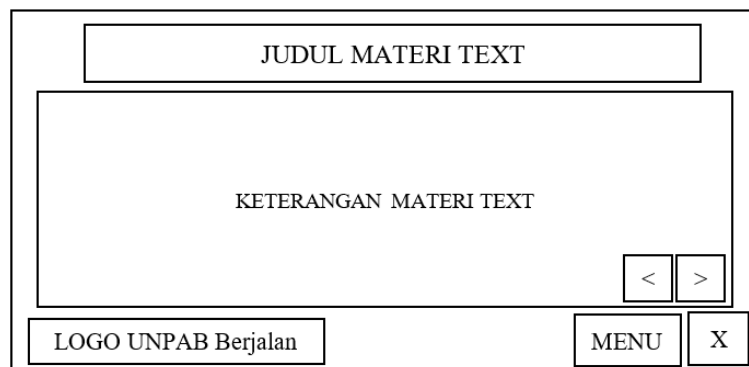 JUDUL MATERI TEXT
KETERANGAN MATERI TEXT
< >
LOGO UNPAB Berjalan MENU X